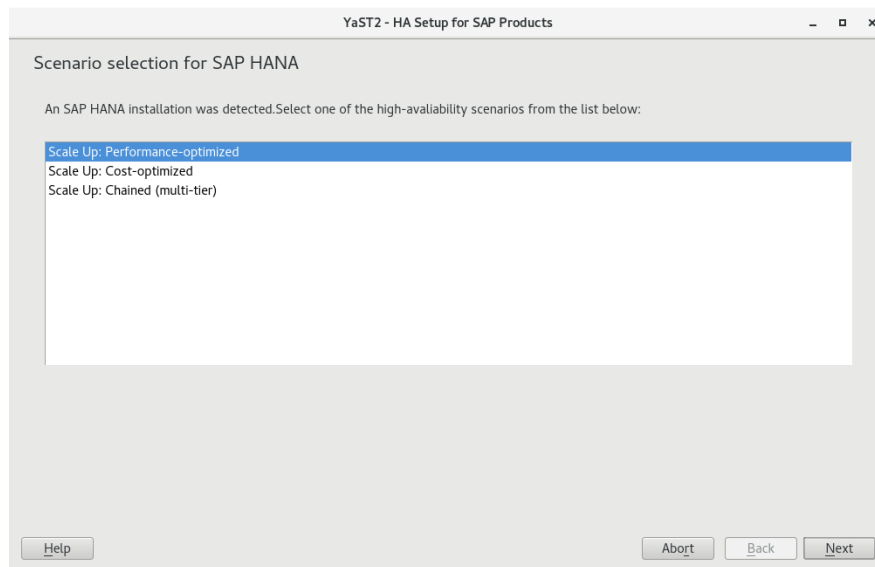 YaST2 - HA Setup for SAP Products
Scenario selection for SAP HANA
An SAP HANA installation was detected.Select one of the high-avaliability scenarios from the list below:
Scale Up: Performance-optimized
Scale Up: Cost-optimized
Scale Up: Chained (multi-tier)
Help Abort Back Next